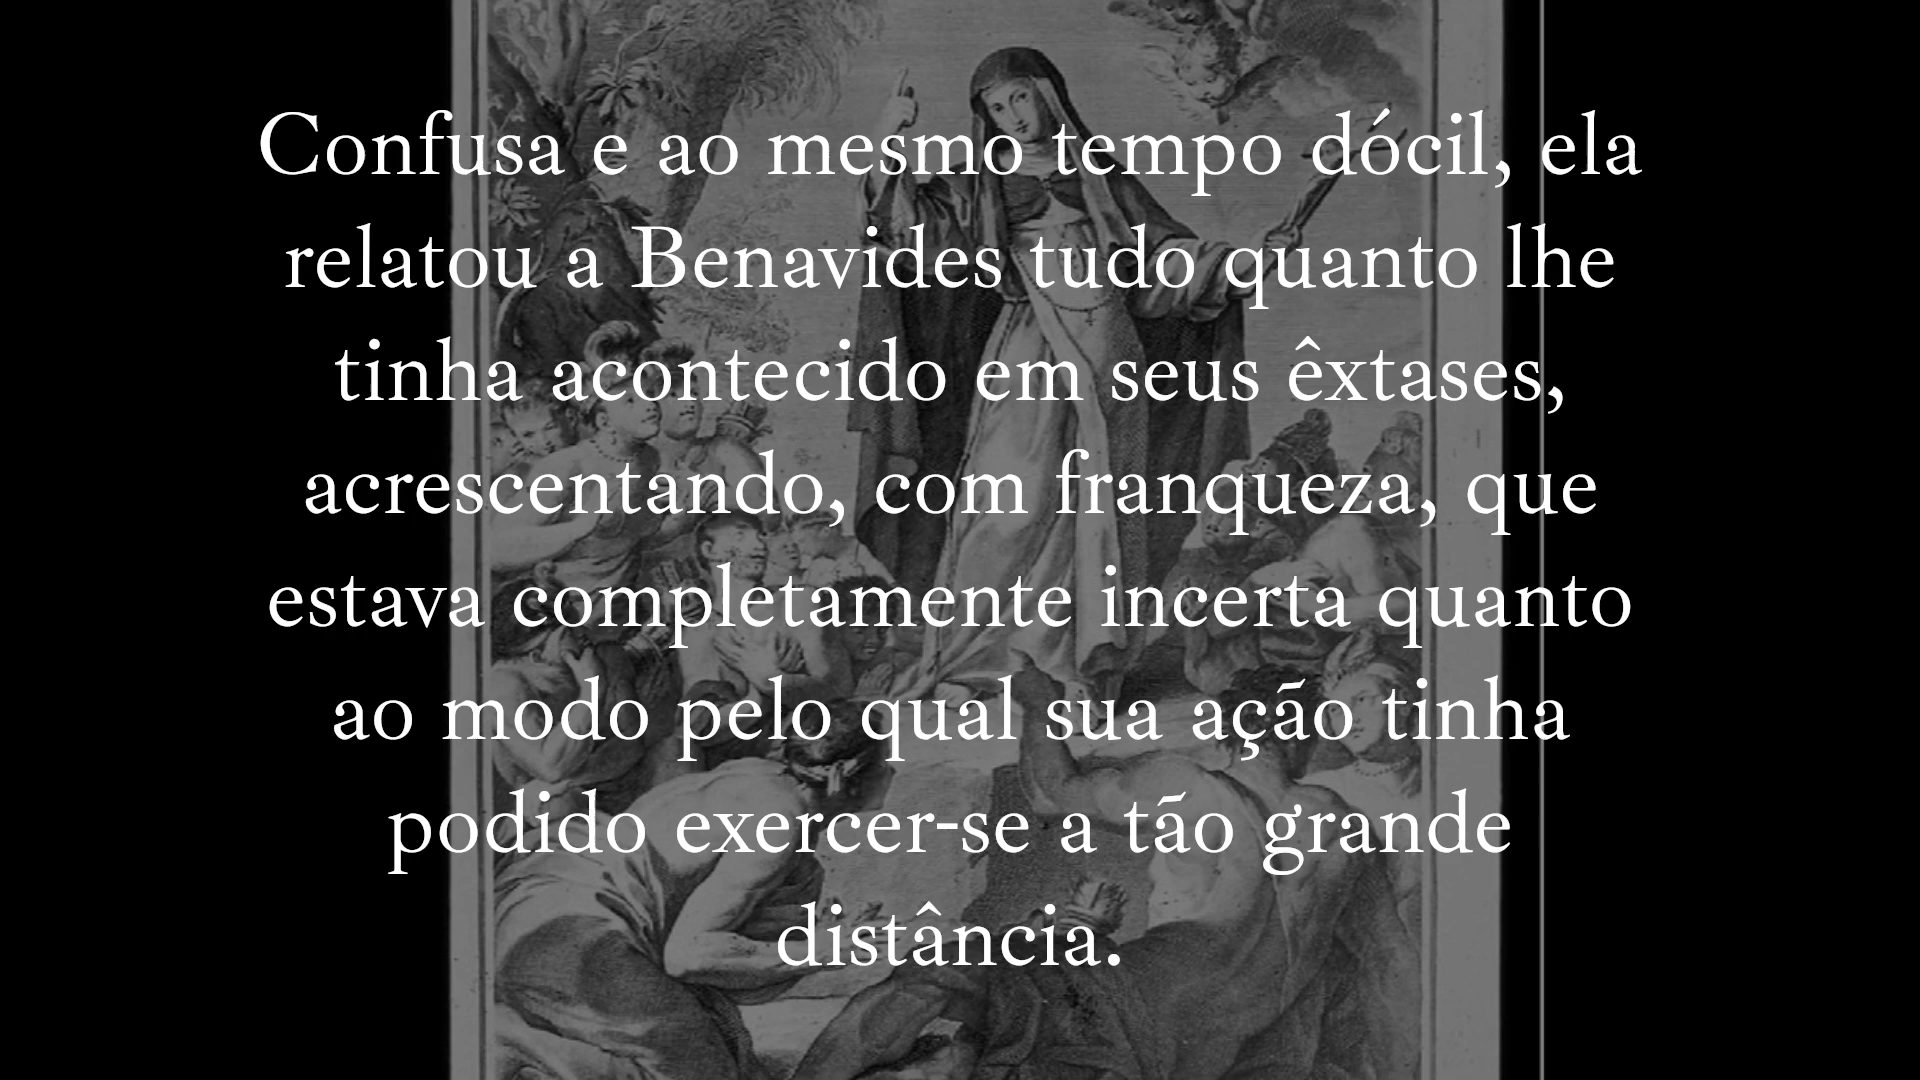 Confusa e ao mesmo tempo dócil, ela
relatou a Benavides tudo quanto lhe
tinha acontecido em seus êxtases,
acrescentando, com franqueza, que
estava completamente incerta quanto
ao modo pelo qual sua ação tinha
podido exercer-se a tão grande
distância.